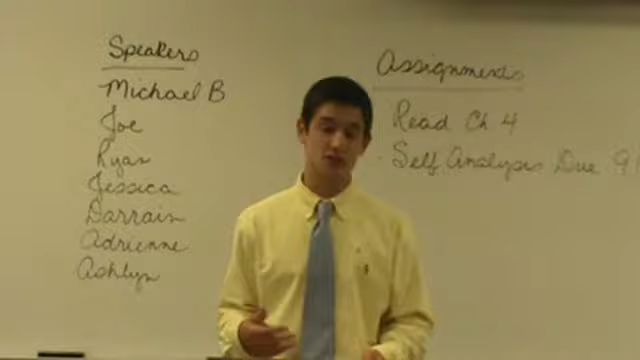 Speakers
Michael B
Joe
Ryan
Jessica
Darrain
Adrienne
Ashlyn
Assignments
Read Ch 4
- Self Analysis Due 9/